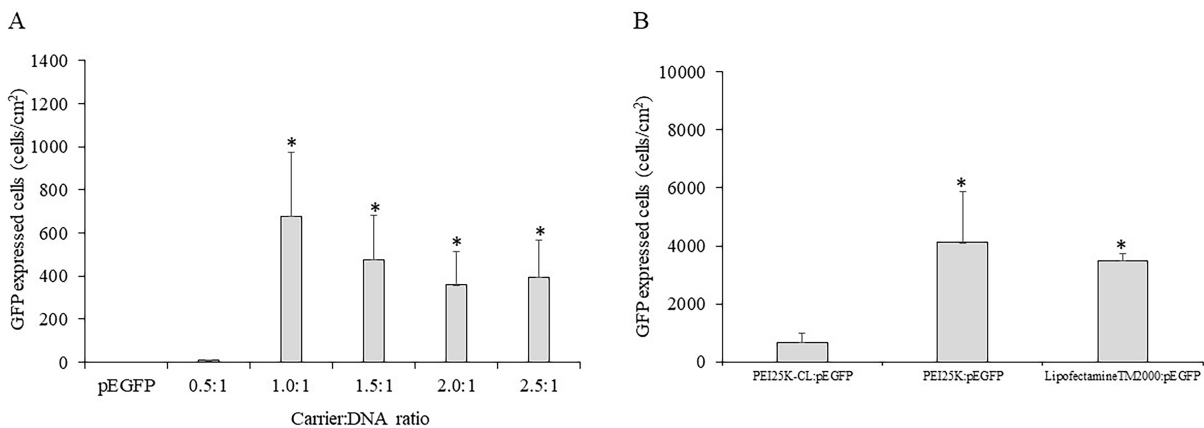 A
GFP expressed cells (cells/cm²)
1400
1200
1000
800
600
400
200
0
*
*
*
*
pEGFP 0.5:1 1.0:1 1.5:1 2.0:1 2.5:1
Carrier:DNA ratio
B
GFP expressed cells (cells/cm²)
10000
8000
6000
4000
2000
0
*
*
PEI25K-CL:pEGFP PEI25K:pEGFP LipofectamineTM2000:pEGFP